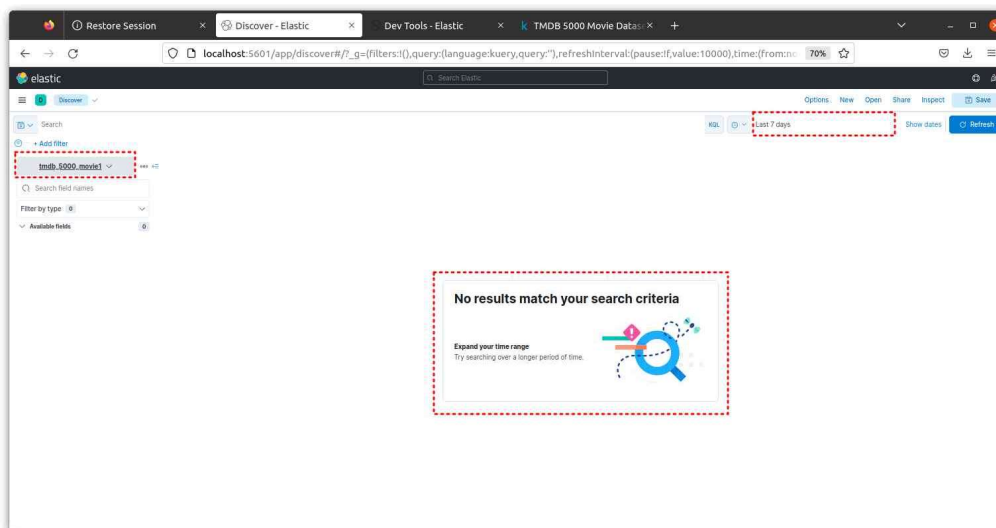 Restore Session
Discover - Elastic
Dev Tools - Elastic
TMDB 5000 Movie Datas
localhost:5601/app/discover#/?_g=(filters:!(),query:(language:kuery,query:''),refreshInterval:(pause:!f,value:10000),time:(from:no
70%
elastic
Search Elastic
D
Discover
Options
New
Open
Share
Inspect
Save
Search
KQL
Last 7 days
Show dates
Refresh
+ Add filter
tmdb_5000_movie1
Search field names
Filter by type 0
Available fields 0
No results match your search criteria
Expand your time range
Try searching over a longer period of time.